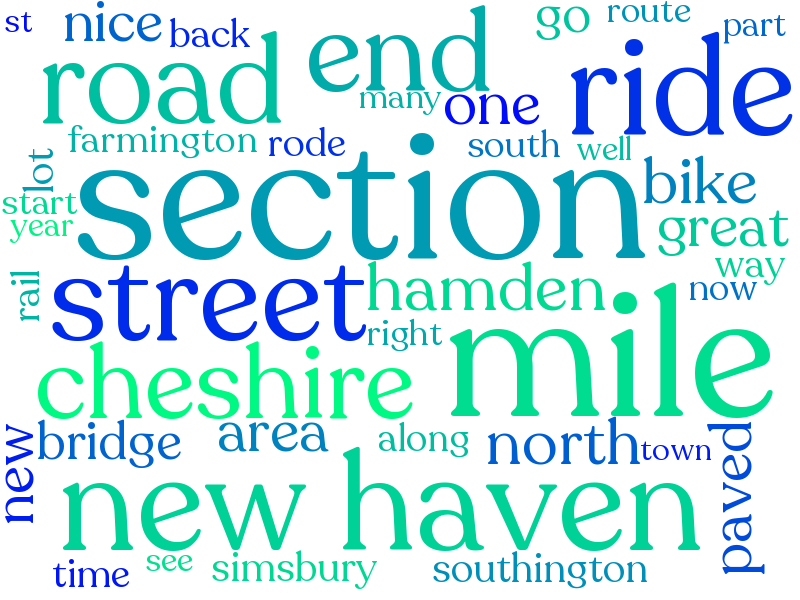 st
nice
back
road
end
many
one
go
route
part
ride
farmington
rode
south
well
lot
section
bike
start
year
great
way
rail
street
hamden
now
right
mile
cheshire
new
bridge
area
along
north
town
paved
new haven
time
see
simsbury
southington